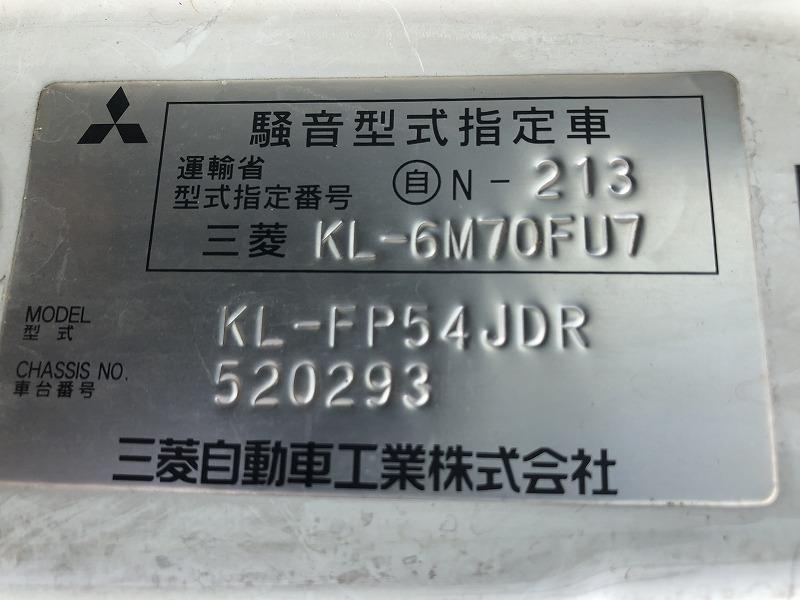 騒音型式指定車
運輸省
型式指定番号 自 N-213
三菱 KL-6M70FU7
MODEL
型式 KL-FP54JDR
CHASSIS NO.
車台番号 520293
三菱自動車工業株式会社